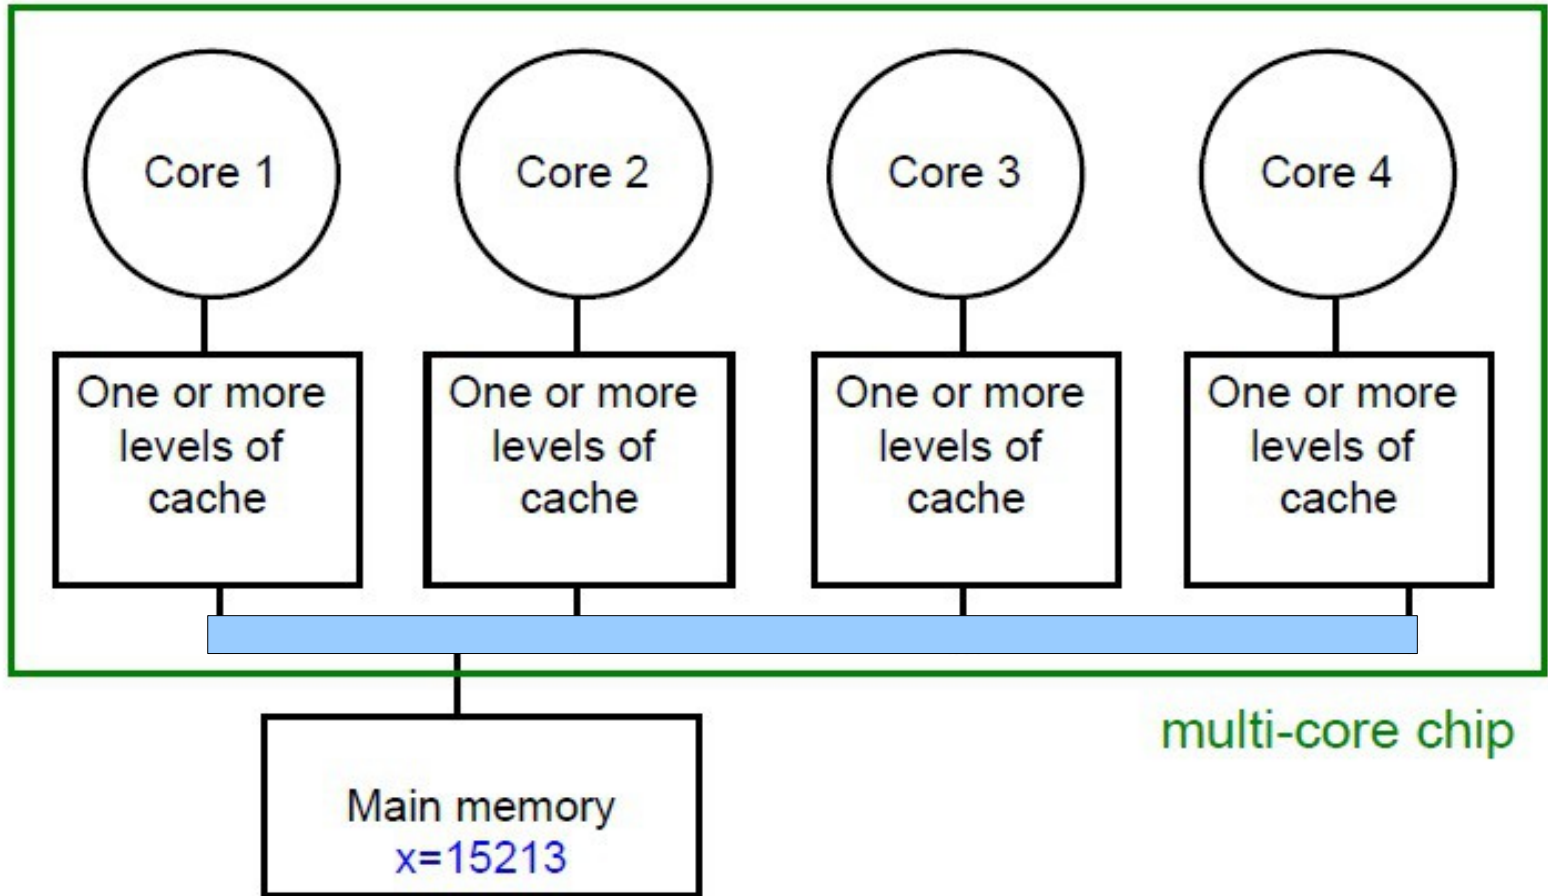 Core 1
Core 2
Core 3
Core 4
One or more
levels of
cache
One or more
levels of
cache
One or more
levels of
cache
One or more
levels of
cache
multi-core chip
Main memory
x=15213